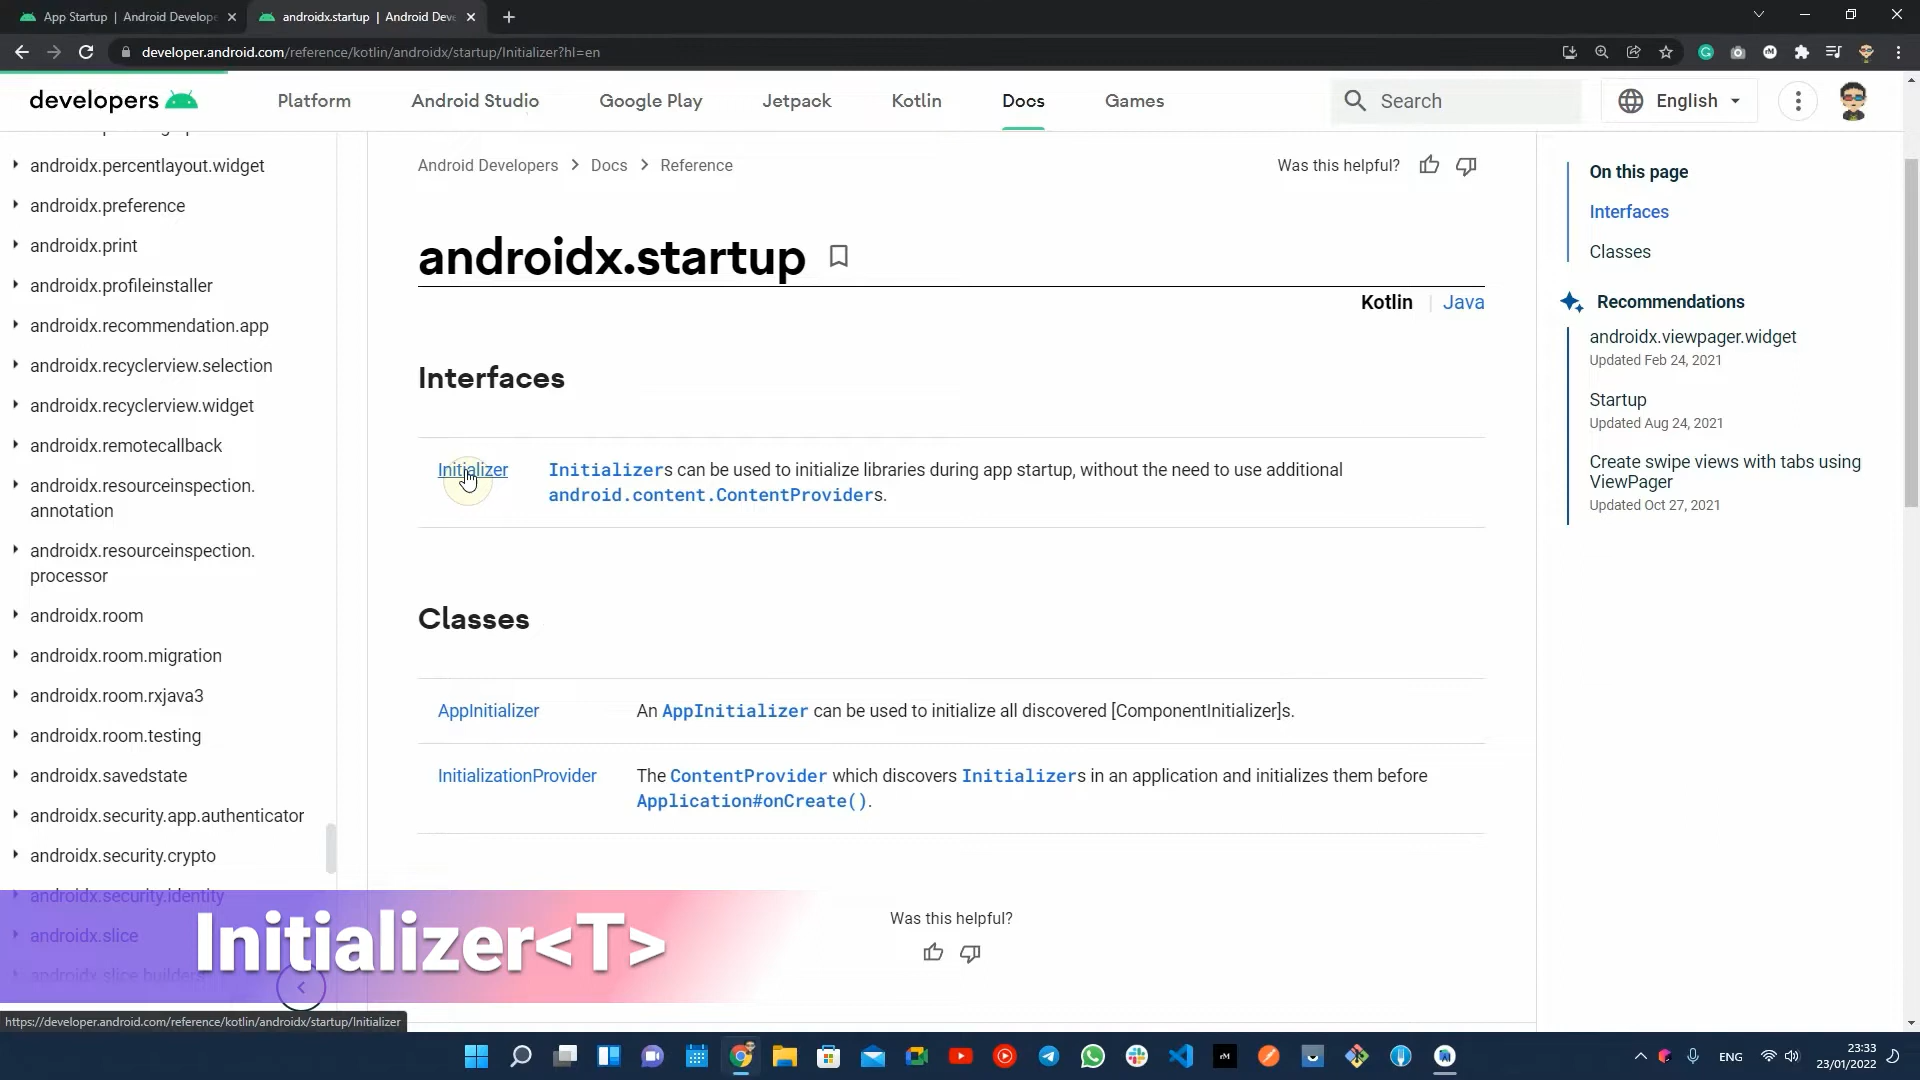 App Startup | Android Develope
androidx.startup | Android Deve
developer.android.com/reference/kotlin/androidx/startup/Initializer?hl=en
developers
Platform
Android Studio
Google Play
Jetpack
Kotlin
Docs
Games
Search
English
androidx.percentlayout.widget
androidx.preference
androidx.print
androidx.profileinstaller
androidx.recommendation.app
androidx.recyclerview.selection
androidx.recyclerview.widget
androidx.remotecallback
androidx.resourceinspection.
annotation
androidx.resourceinspection.
processor
androidx.room
androidx.room.migration
androidx.room.rxjava3
androidx.room.testing
androidx.savedstate
androidx.security.app.authenticator
androidx.security.crypto
androidx.security.identity
androidx.slice
androidx.slice.builders
Android Developers > Docs > Reference
Was this helpful?
androidx.startup
Kotlin | Java
Interfaces
Initializer
Initializers can be used to initialize libraries during app startup, without the need to use additional
android.content.ContentProviders.
Classes
AppInitializer
An AppInitializer can be used to initialize all discovered [ComponentInitializer]s.
InitializationProvider
The ContentProvider which discovers Initializers in an application and initializes them before
Application#onCreate().
Was this helpful?
On this page
Interfaces
Classes
Recommendations
androidx.viewpager.widget
Updated Feb 24, 2021
Startup
Updated Aug 24, 2021
Create swipe views with tabs using
ViewPager
Updated Oct 27, 2021
Initializer<T>
https://developer.android.com/reference/kotlin/androidx/startup/Initializer
ENG
23:33
23/01/2022